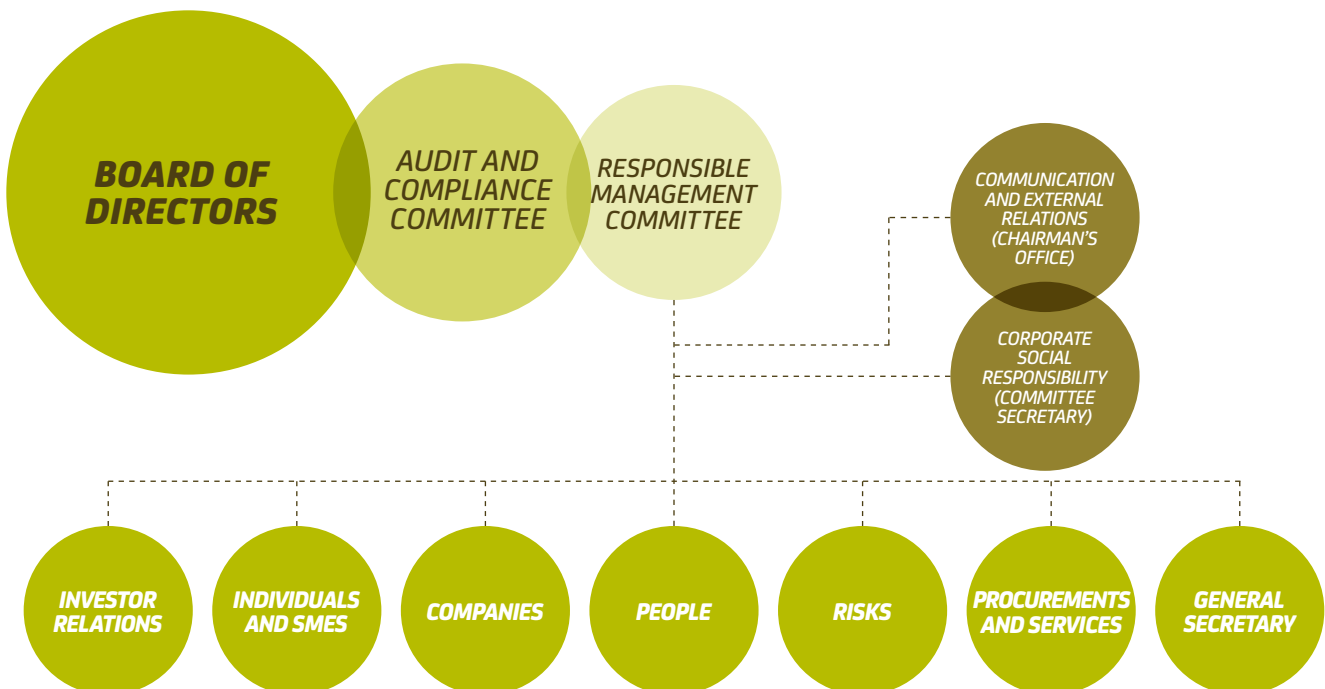 BOARD OF
DIRECTORS
AUDIT AND
COMPLIANCE
COMMITTEE
RESPONSIBLE
MANAGEMENT
COMMITTEE
COMMUNICATION
AND EXTERNAL
RELATIONS
(CHAIRMAN'S
OFFICE)
CORPORATE
SOCIAL
RESPONSIBILITY
(COMMITTEE
SECRETARY)
INVESTOR
RELATIONS
INDIVIDUALS
AND SMES
COMPANIES
PEOPLE
RISKS
PROCUREMENTS
AND SERVICES
GENERAL
SECRETARY